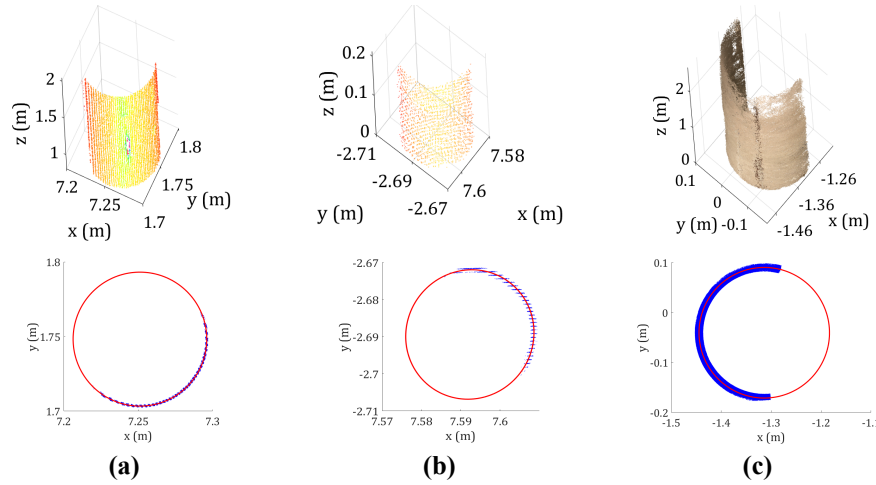 2
1.5
1
z (m)
7.2
7.25
x (m)
1.7
1.75
1.8
y (m)
0.2
0.1
0
z (m)
-2.71
-2.69
-2.67
y (m)
7.6
7.58
x (m)
2
1
0
z (m)
0.1
0
-0.1
y (m)
-1.46
-1.36
-1.26
x (m)
1.8
1.75
1.7
y (m)
7.2
7.25
7.3
x (m)
-2.67
-2.68
-2.69
-2.7
-2.71
y (m)
7.57
7.58
7.59
7.6
x (m)
0.1
0
-0.1
-0.2
y (m)
-1.5
-1.4
-1.3
-1.2
-1.1
x (m)
(a)
(b)
(c)